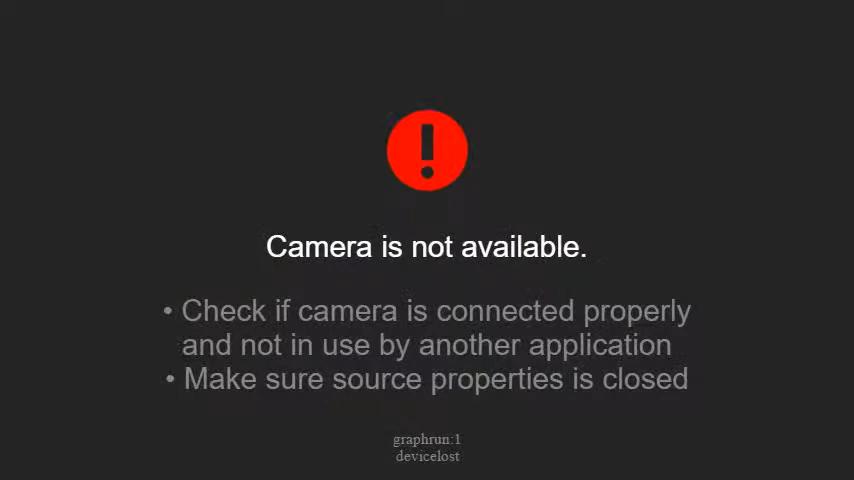 Camera is not available.
• Check if camera is connected properly
and not in use by another application
• Make sure source properties is closed
graphrun:1
devicelost